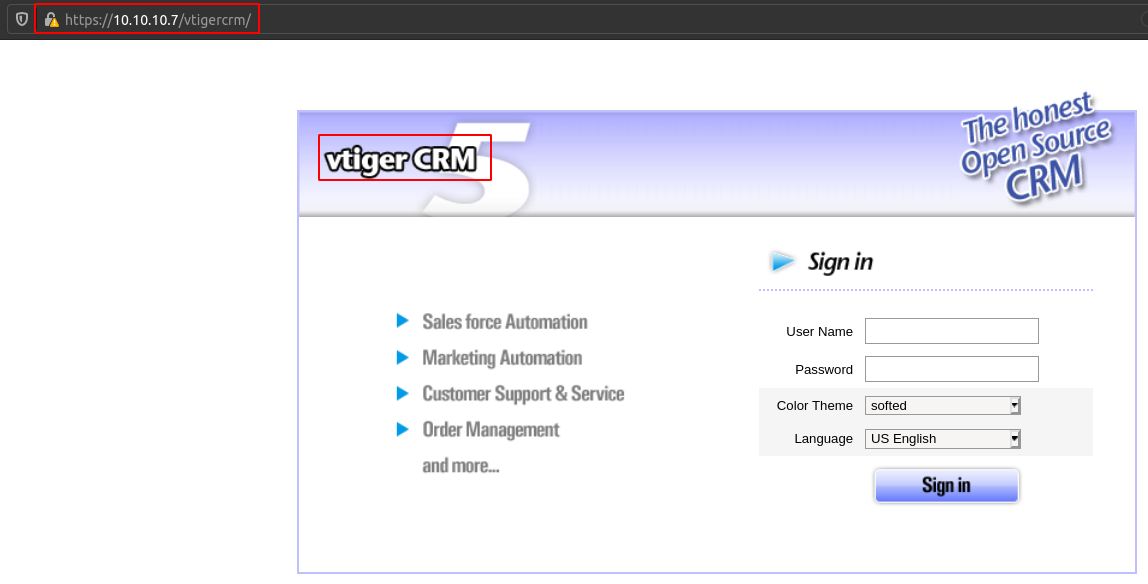 https://10.10.10.7/vtigercrm/
vtiger CRM 5
The honest
Open Source
CRM
Sign in
Sales force Automation
Marketing Automation
Customer Support & Service
Order Management
and more...
User Name
Password
Color Theme softed
Language US English
Sign in